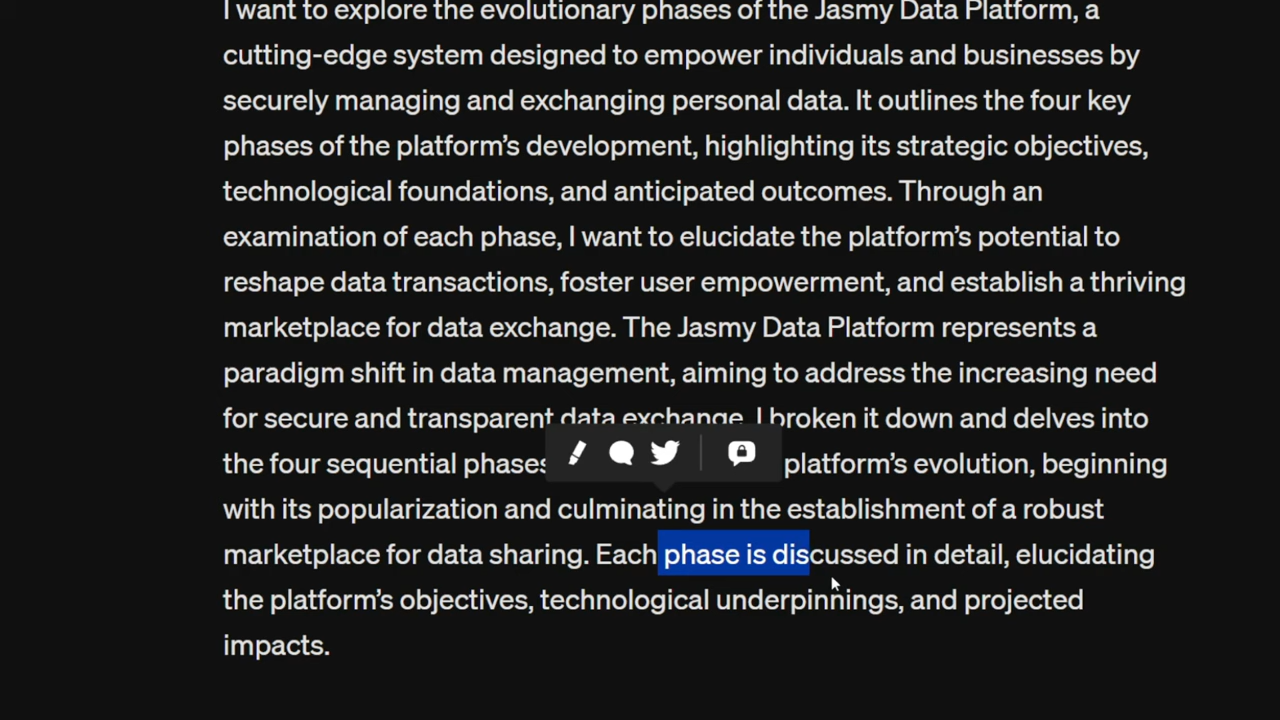 I want to explore the evolutionary phases of the Jasmy Data Platform, a
cutting-edge system designed to empower individuals and businesses by
securely managing and exchanging personal data. It outlines the four key
phases of the platform’s development, highlighting its strategic objectives,
technological foundations, and anticipated outcomes. Through an
examination of each phase, I want to elucidate the platform’s potential to
reshape data transactions, foster user empowerment, and establish a thriving
marketplace for data exchange. The Jasmy Data Platform represents a
paradigm shift in data management, aiming to address the increasing need
for secure and transparent data exchange. I broken it down and delves into
the four sequential phases platform’s evolution, beginning
with its popularization and culminating in the establishment of a robust
marketplace for data sharing. Each phase is discussed in detail, elucidating
the platform’s objectives, technological underpinnings, and projected
impacts.